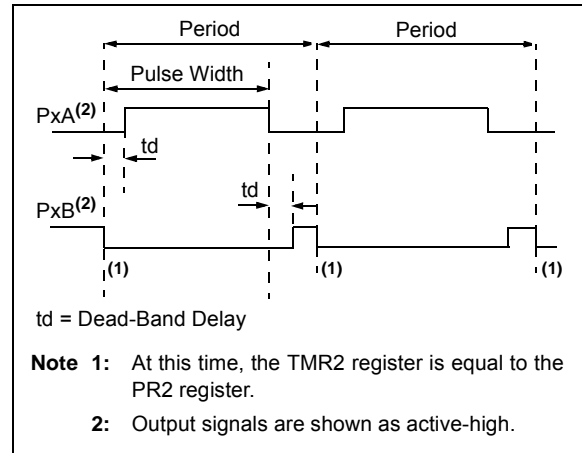 Period Period
Pulse Width
PxA(2)
td
td
PxB(2)
(1) (1) (1)
td = Dead-Band Delay
Note 1: At this time, the TMR2 register is equal to the
PR2 register.
2: Output signals are shown as active-high.